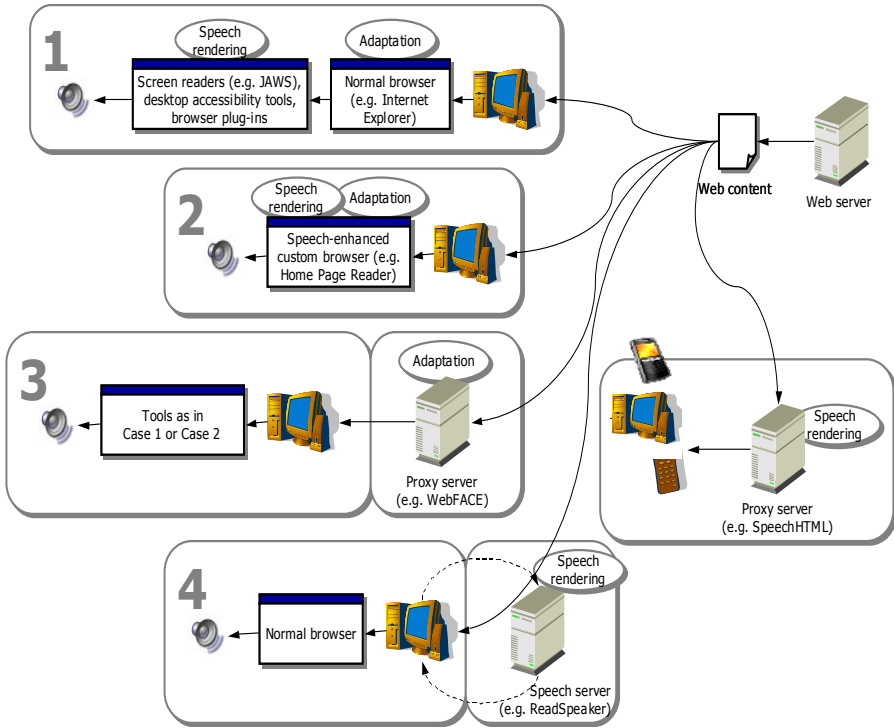 1
Speech
rendering
Adaptation
Screen readers (e.g. JAWS),
desktop accessibility tools,
browser plug-ins
Normal browser
(e.g. Internet
Explorer)
Web content
Web server
2
Speech
rendering
Adaptation
Speech-enhanced
custom browser (e.g.
Home Page Reader)
3
Tools as in
Case 1 or Case 2
Adaptation
Proxy server
(e.g. WebFACE)
Speech
rendering
Proxy server
(e.g. SpeechHTML)
4
Normal browser
Speech
rendering
Speech server
(e.g. ReadSpeaker)